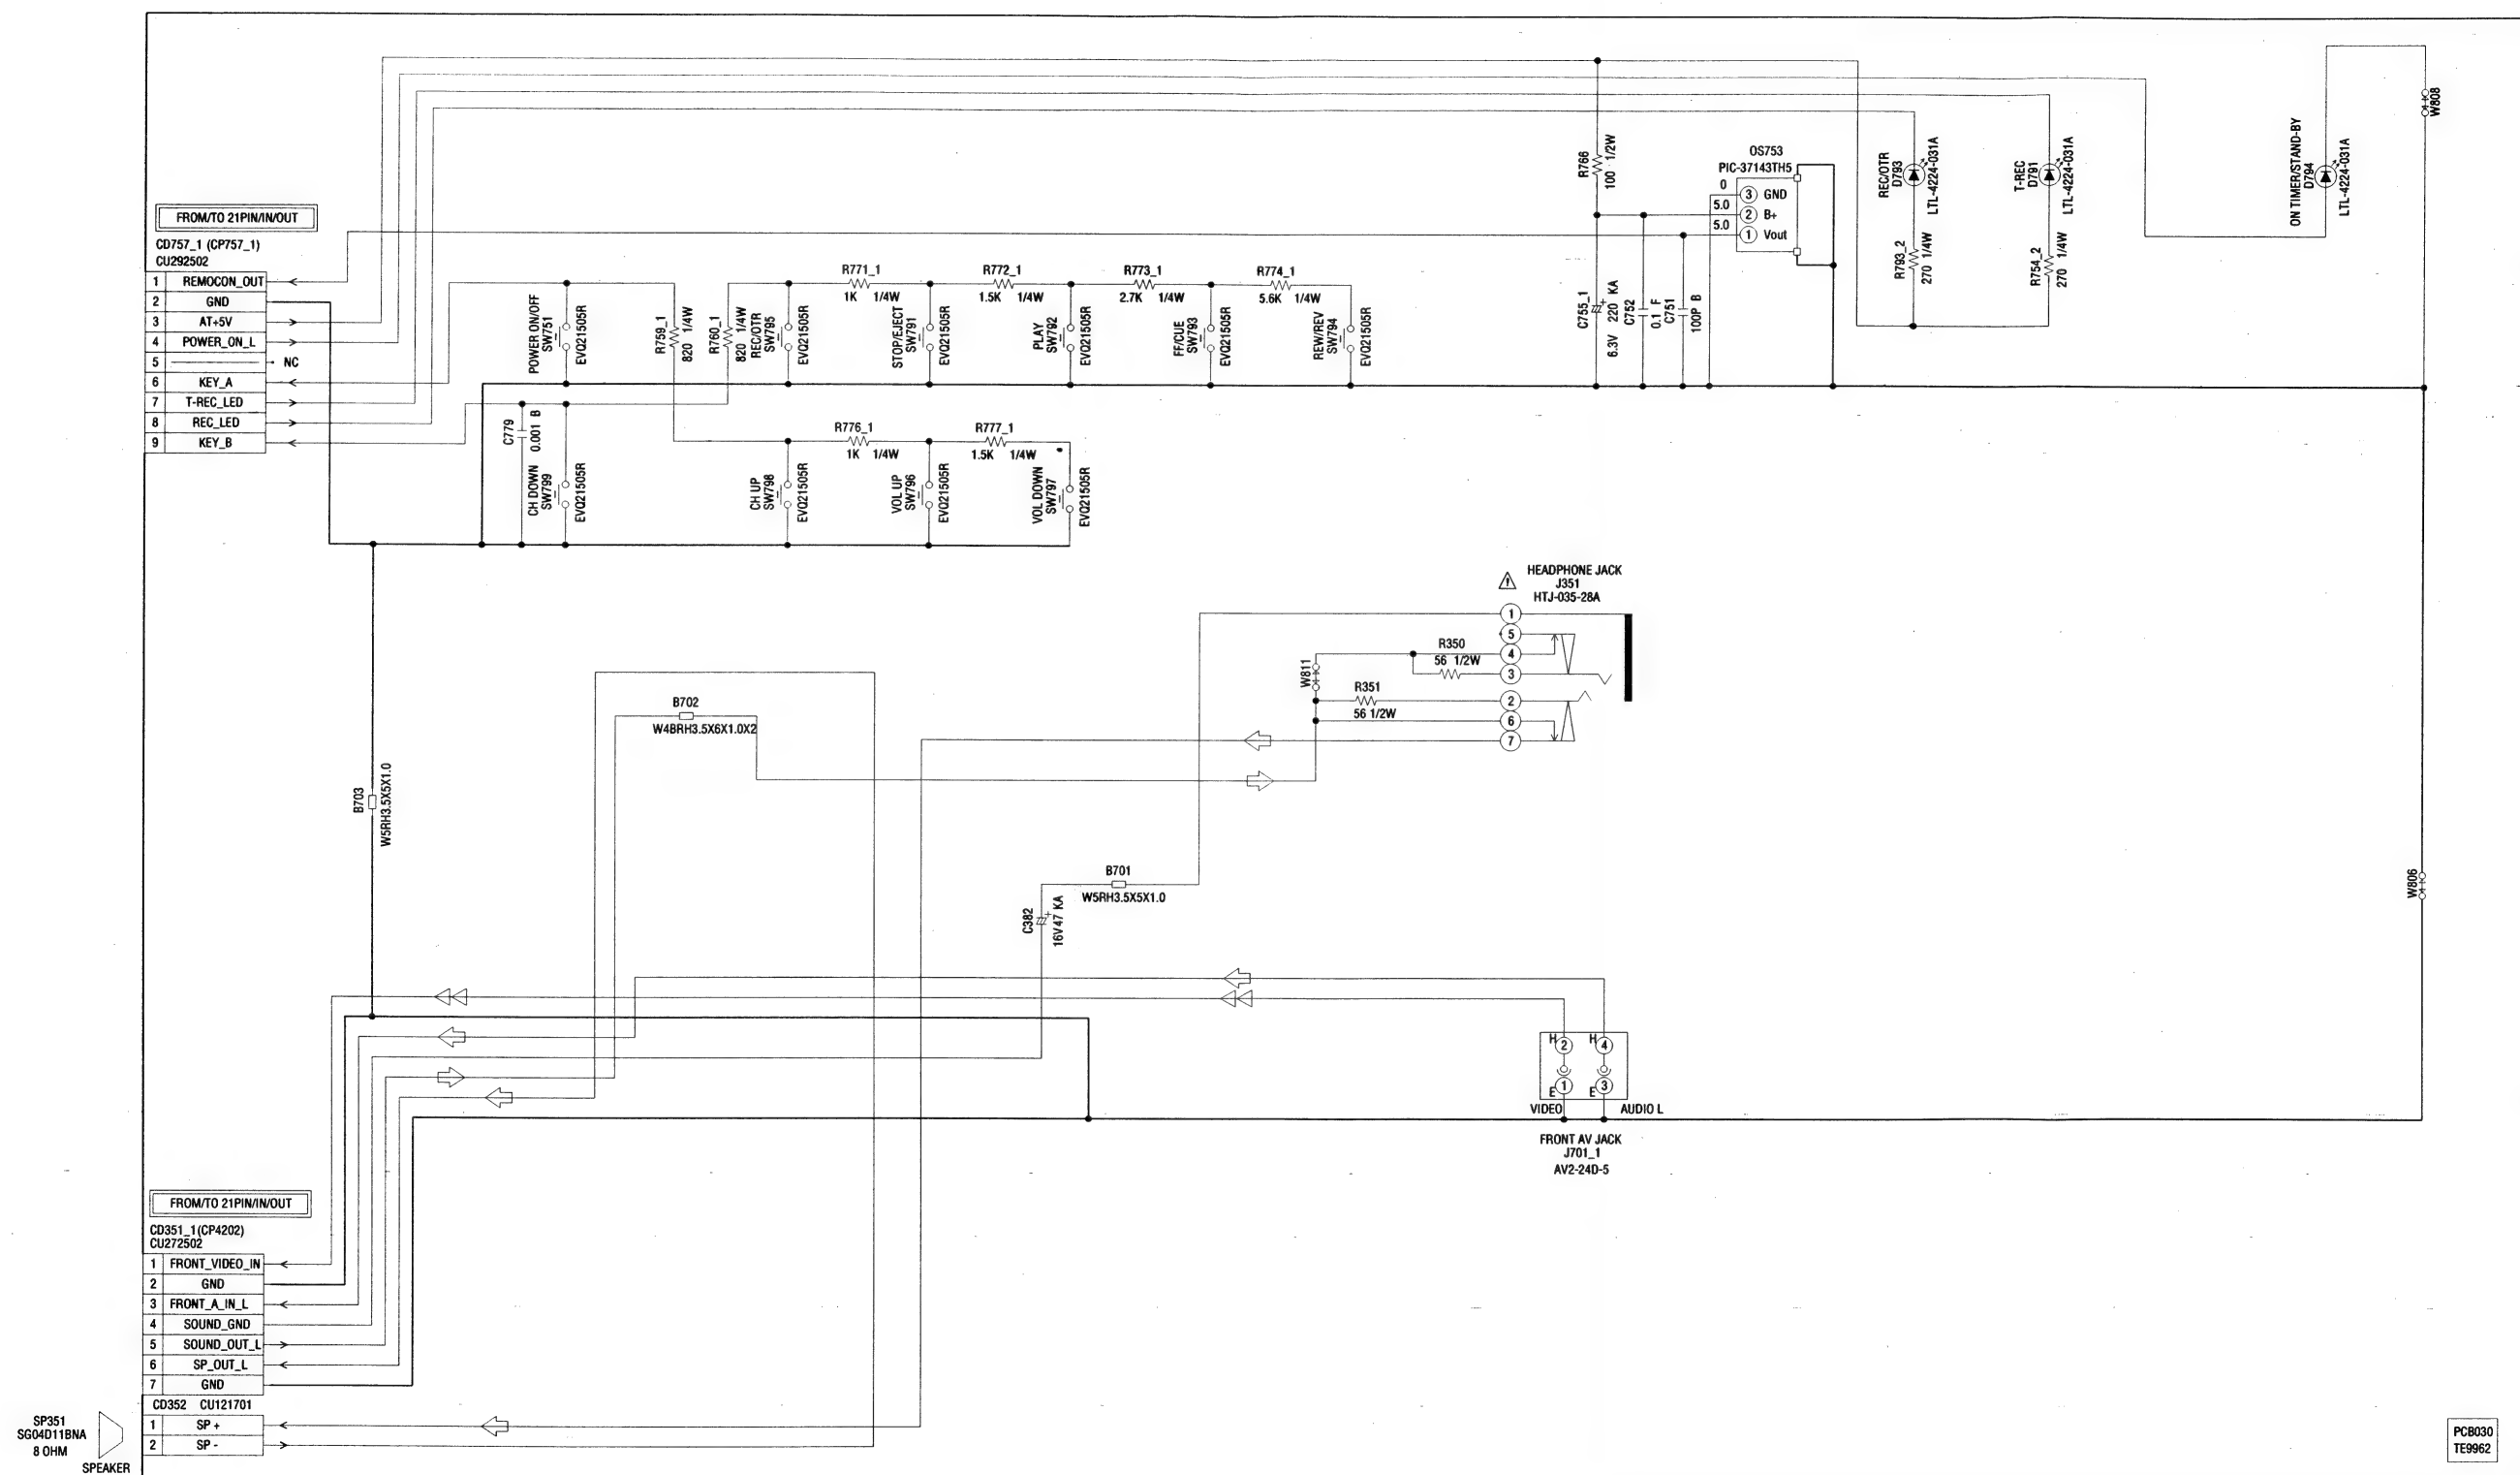 FROM/TO 21PIN/IN/OUT
CD757_1 (CP757_1)
CU292502
1 REMOCON_OUT
2 GND
3 AT+5V
4 POWER_ON_L
5 NC
6 KEY_A
7 T-REC_LED
8 REC_LED
9 KEY_B
POWER ON/OFF
SW751
EVQ21505R
R759_1
820 1/4W
R760_1
820 1/4W
REC/OTR
SW795
EVQ21505R
R771_1
1K 1/4W
STOP/EJECT
SW791
EVQ21505R
R772_1
1.5K 1/4W
PLAY
SW792
EVQ21505R
R773_1
2.7K 1/4W
FF/CUE
SW793
EVQ21505R
R774_1
5.6K 1/4W
REW/REV
SW794
EVQ21505R
C779
0.001 B
CH DOWN
SW799
EVQ21505R
CH UP
SW798
EVQ21505R
R776_1
1K 1/4W
VOL UP
SW796
EVQ21505R
R777_1
1.5K 1/4W
VOL DOWN
SW797
EVQ21505R
R766
100 1/2W
OS753
PIC-37143TH5
0 3 GND
5.0 2 B+
5.0 1 Vout
C755_1
6.3V 220 KA
C752
0.1 F
C751
100P B
REC/OTR
D793
LTL-4224-031A
R793_2
270 1/4W
T-REC
D791
LTL-4224-031A
R754_2
270 1/4W
ON TIMER/STAND-BY
D794
LTL-4224-031A
W808
HEADPHONE JACK
J351
HTJ-035-28A
1
5
4
3
2
6
7
R350
56 1/2W
W811
R351
56 1/2W
B702
W4BRH3.5X6X1.0X2
B703
W5RH3.5X5X1.0
B701
W5RH3.5X5X1.0
C382
16V47 KA
W806
H 2 H 4
E 1 E 3
VIDEO AUDIO L
FRONT AV JACK
J701_1
AV2-24D-5
FROM/TO 21PIN/IN/OUT
CD351_1(CP4202)
CU272502
1 FRONT_VIDEO_IN
2 GND
3 FRONT_A_IN_L
4 SOUND_GND
5 SOUND_OUT_L
6 SP_OUT_L
7 GND
CD352 CU121701
1 SP +
2 SP -
SP351
SG04D11BNA
8 OHM
SPEAKER
PCB030
TE9962